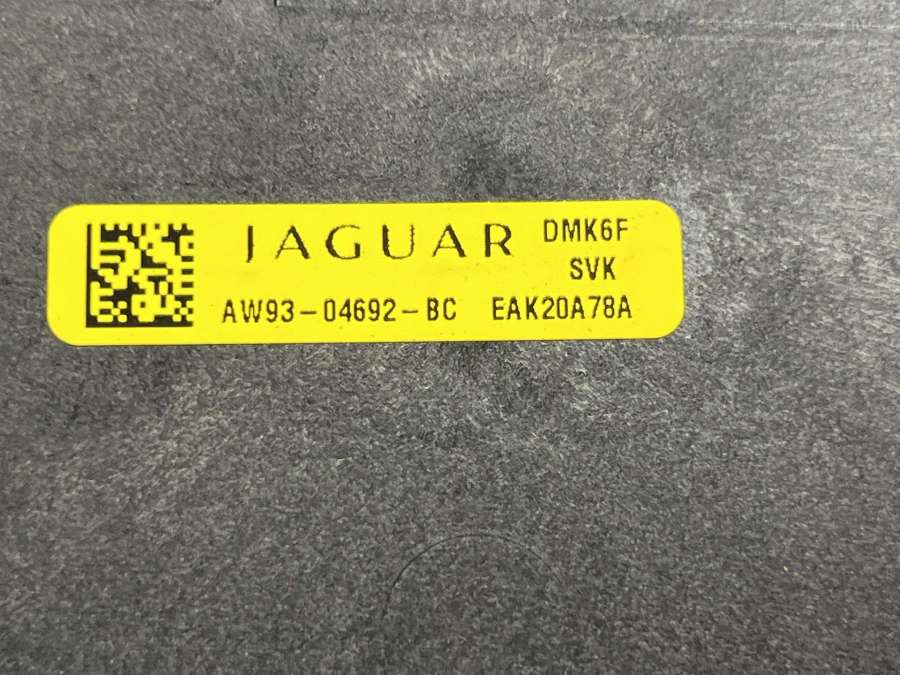 JAGUAR DMK6F
SVK
AW93-04692-BC EAK20A78A